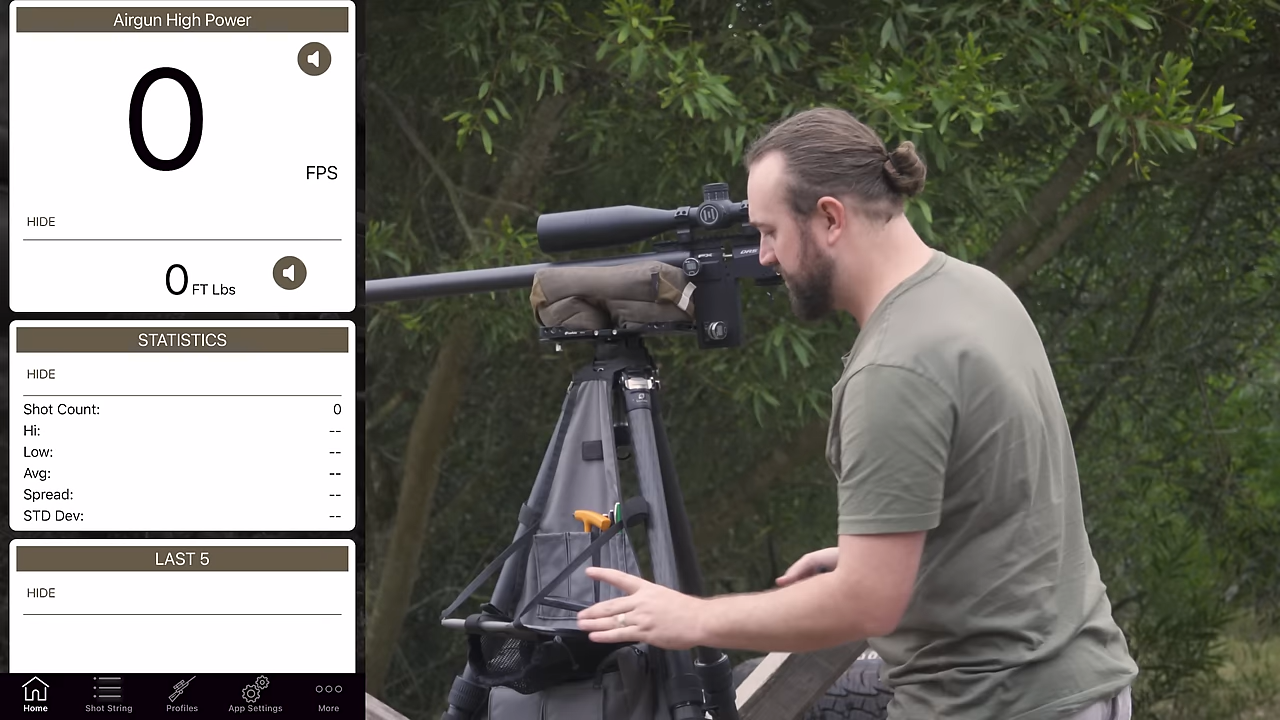 Airgun High Power
0
FPS
HIDE
0 FT Lbs
STATISTICS
HIDE
Shot Count: 0
Hi: --
Low: --
Avg: --
Spread: --
STD Dev: --
LAST 5
HIDE
Home Shot String Profiles App Settings More
FX